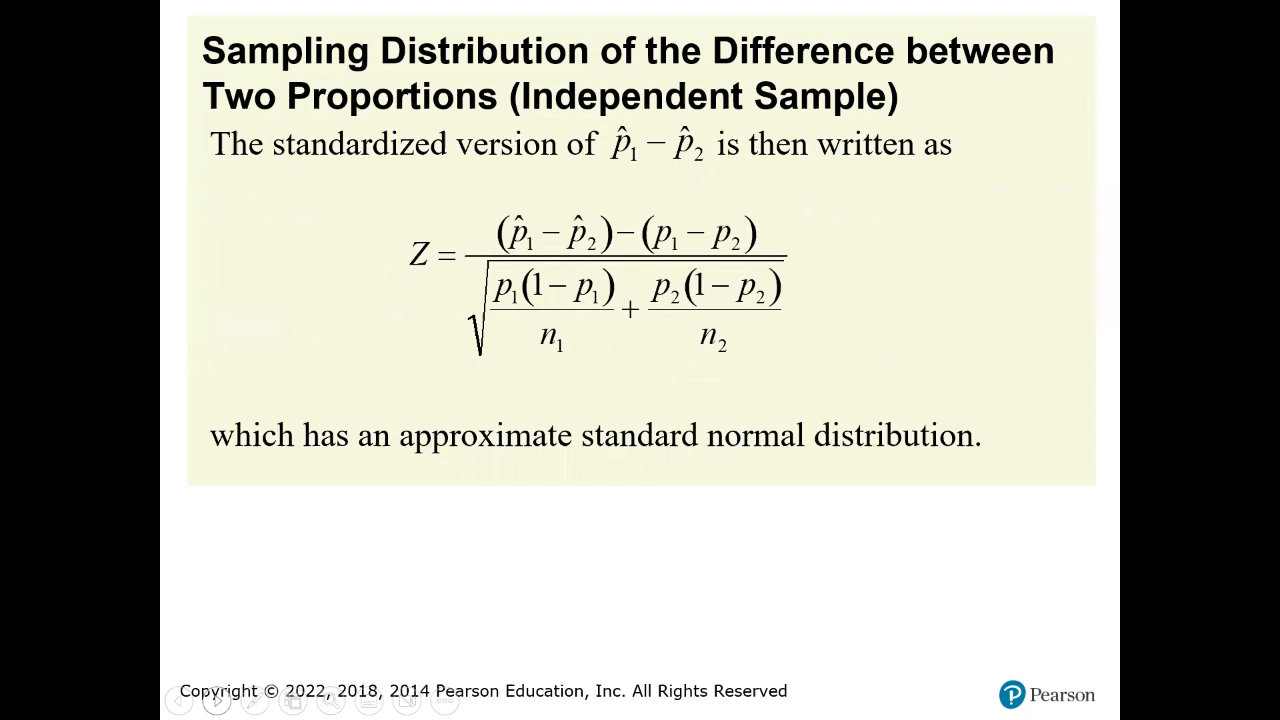 Sampling Distribution of the Difference between
Two Proportions (Independent Sample)
The standardized version of p̂₁ − p̂₂ is then written as
Z = ((p̂₁ − p̂₂) − (p₁ − p₂)) / √(p₁(1 − p₁)/n₁ + p₂(1 − p₂)/n₂)
which has an approximate standard normal distribution.
Copyright © 2022, 2018, 2014 Pearson Education, Inc. All Rights Reserved
P Pearson